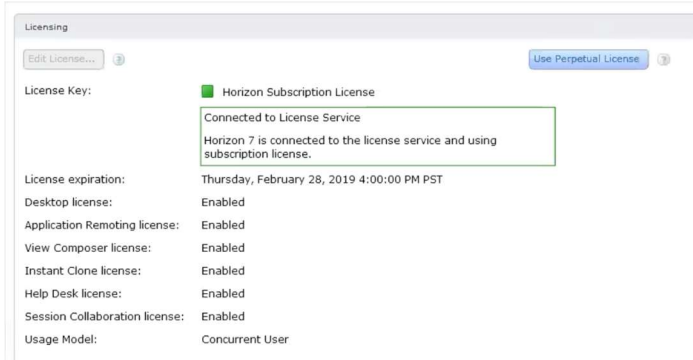 Licensing
Edit License... ?
Use Perpetual License ?
License Key: Horizon Subscription License
Connected to License Service
Horizon 7 is connected to the license service and using
subscription license.
License expiration: Thursday, February 28, 2019 4:00:00 PM PST
Desktop license: Enabled
Application Remoting license: Enabled
View Composer license: Enabled
Instant Clone license: Enabled
Help Desk license: Enabled
Session Collaboration license: Enabled
Usage Model: Concurrent User